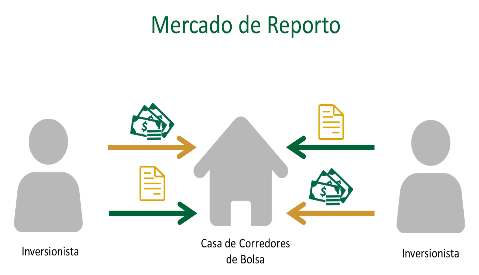 Mercado de Reporto
Inversionista
Casa de Corredores
de Bolsa
Inversionista